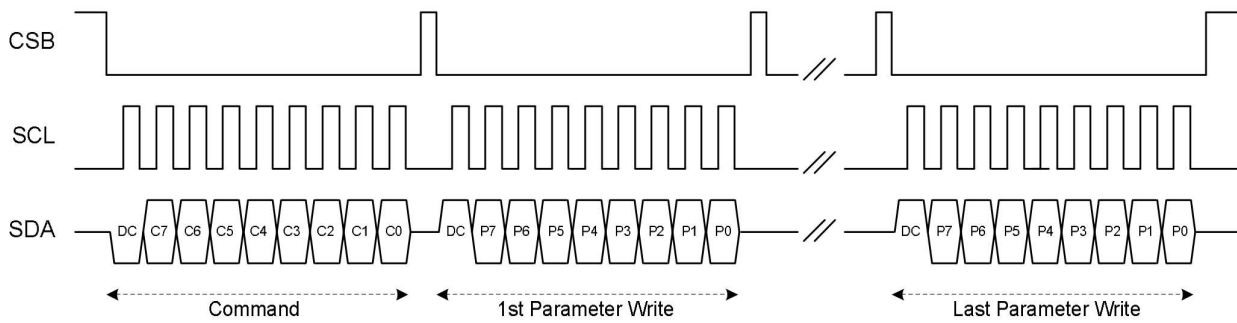 CSB
SCL
SDA
DC C7 C6 C5 C4 C3 C2 C1 C0 DC P7 P6 P5 P4 P3 P2 P1 P0 DC P7 P6 P5 P4 P3 P2 P1 P0
Command 1st Parameter Write Last Parameter Write